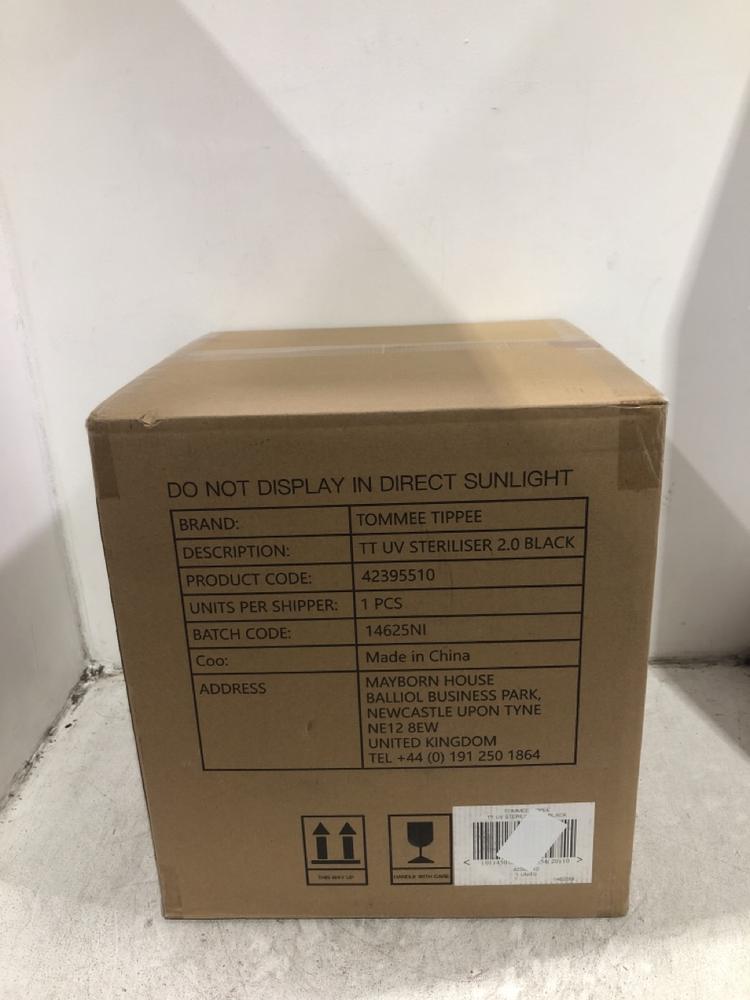 DO NOT DISPLAY IN DIRECT SUNLIGHT
BRAND: TOMMEE TIPPEE
DESCRIPTION: TT UV STERILISER 2.0 BLACK
PRODUCT CODE: 42395510
UNITS PER SHIPPER: 1 PCS
BATCH CODE: 14625NI
Coo: Made in China
ADDRESS MAYBORN HOUSE
BALLIOL BUSINESS PARK,
NEWCASTLE UPON TYNE
NE12 8EW
UNITED KINGDOM
TEL +44 (0) 191 250 1864
THIS WAY UP
HANDLE WITH CARE